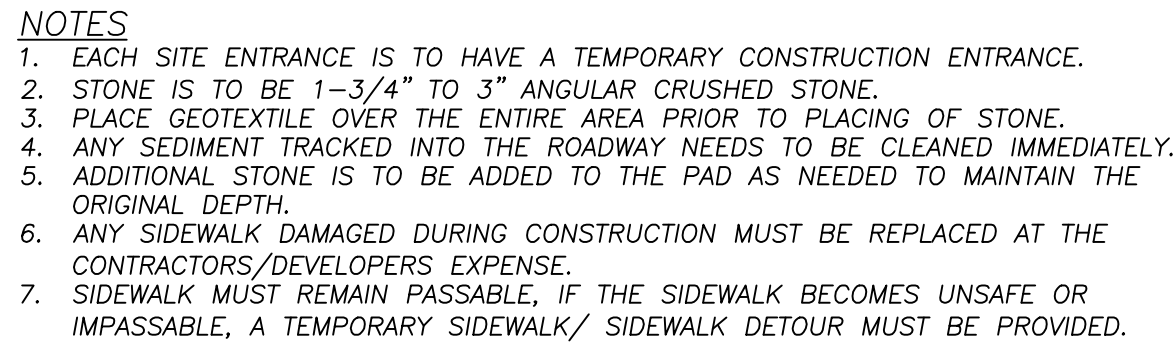 NOTES
1. EACH SITE ENTRANCE IS TO HAVE A TEMPORARY CONSTRUCTION ENTRANCE.
2. STONE IS TO BE 1-3/4" TO 3" ANGULAR CRUSHED STONE.
3. PLACE GEOTEXTILE OVER THE ENTIRE AREA PRIOR TO PLACING OF STONE.
4. ANY SEDIMENT TRACKED INTO THE ROADWAY NEEDS TO BE CLEANED IMMEDIATELY.
5. ADDITIONAL STONE IS TO BE ADDED TO THE PAD AS NEEDED TO MAINTAIN THE
ORIGINAL DEPTH.
6. ANY SIDEWALK DAMAGED DURING CONSTRUCTION MUST BE REPLACED AT THE
CONTRACTORS/DEVELOPERS EXPENSE.
7. SIDEWALK MUST REMAIN PASSABLE, IF THE SIDEWALK BECOMES UNSAFE OR
IMPASSABLE, A TEMPORARY SIDEWALK/ SIDEWALK DETOUR MUST BE PROVIDED.